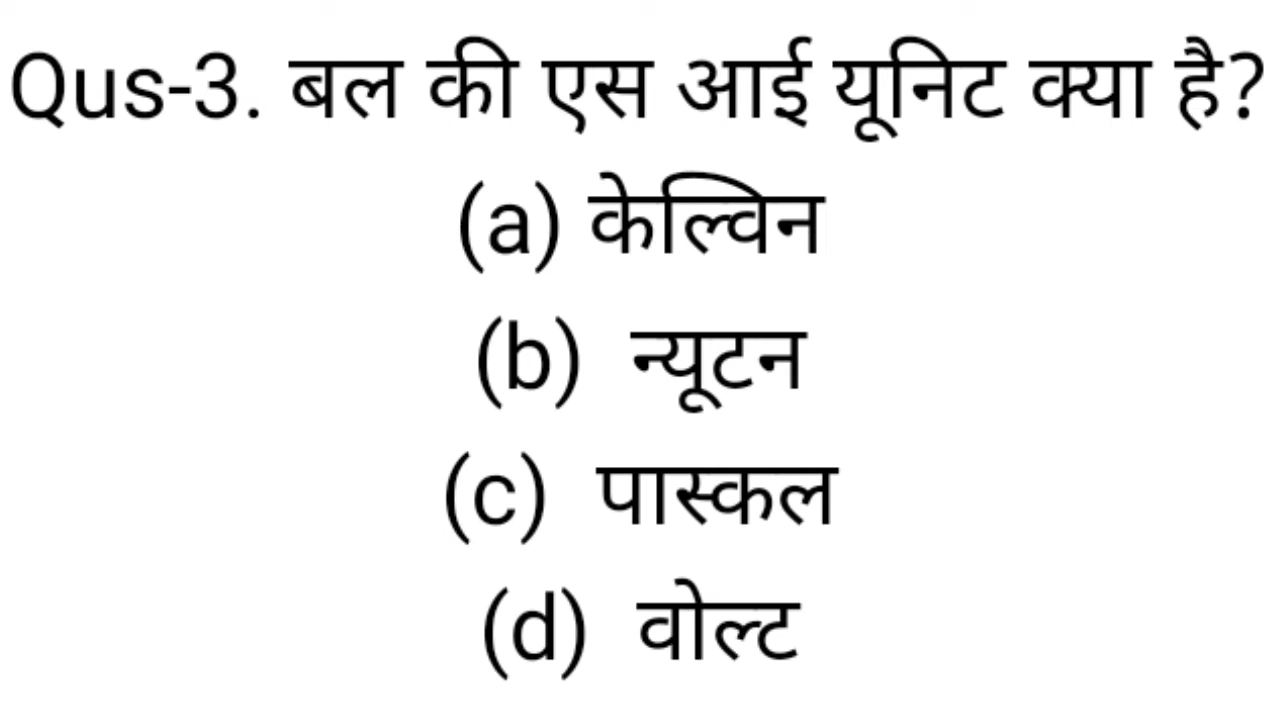 Qus-3. बल की एस आई यूनिट क्या है?
(a) केल्विन
(b) न्यूटन
(c) पास्कल
(d) वोल्ट